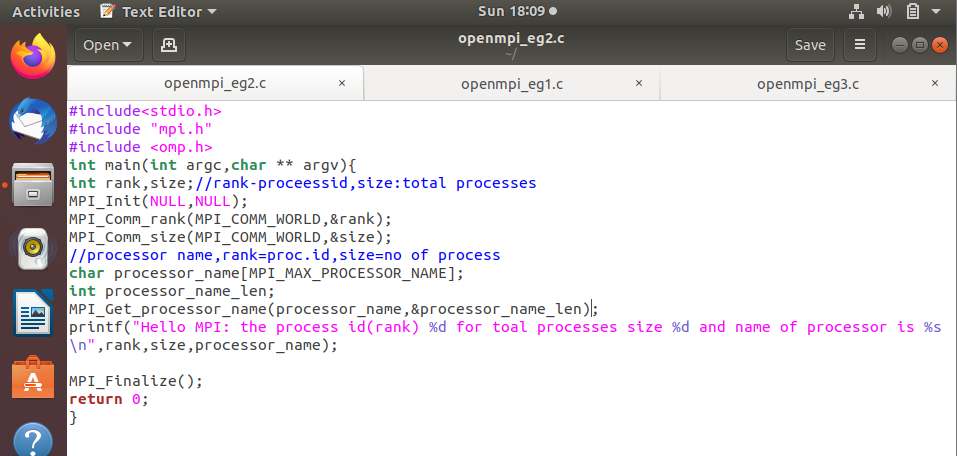 Activities Text Editor Sun 18:09
Open openmpi_eg2.c Save
~/
openmpi_eg2.c × openmpi_eg1.c × openmpi_eg3.c ×
#include<stdio.h>
#include "mpi.h"
#include <omp.h>
int main(int argc,char ** argv){
int rank,size;//rank-proceessid,size:total processes
MPI_Init(NULL,NULL);
MPI_Comm_rank(MPI_COMM_WORLD,&rank);
MPI_Comm_size(MPI_COMM_WORLD,&size);
//processor name,rank=proc.id,size=no of process
char processor_name[MPI_MAX_PROCESSOR_NAME];
int processor_name_len;
MPI_Get_processor_name(processor_name,&processor_name_len);
printf("Hello MPI: the process id(rank) %d for toal processes size %d and name of processor is %s
\n",rank,size,processor_name);
MPI_Finalize();
return 0;
}